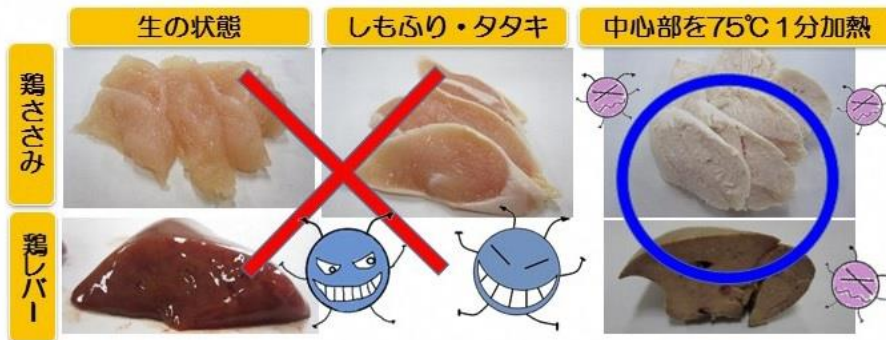 生の状態
しもふり・タタキ
中心部を75℃1分加熱
鶏ささみ
鶏レバー